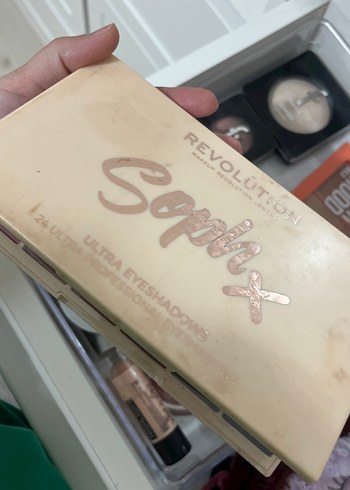 REVOLUTION
MAKEUP REVOLUTION LONDON
Soph x
ULTRA EYESHADOWS
24 ULTRA PROFESSIONAL EYESHADOWS